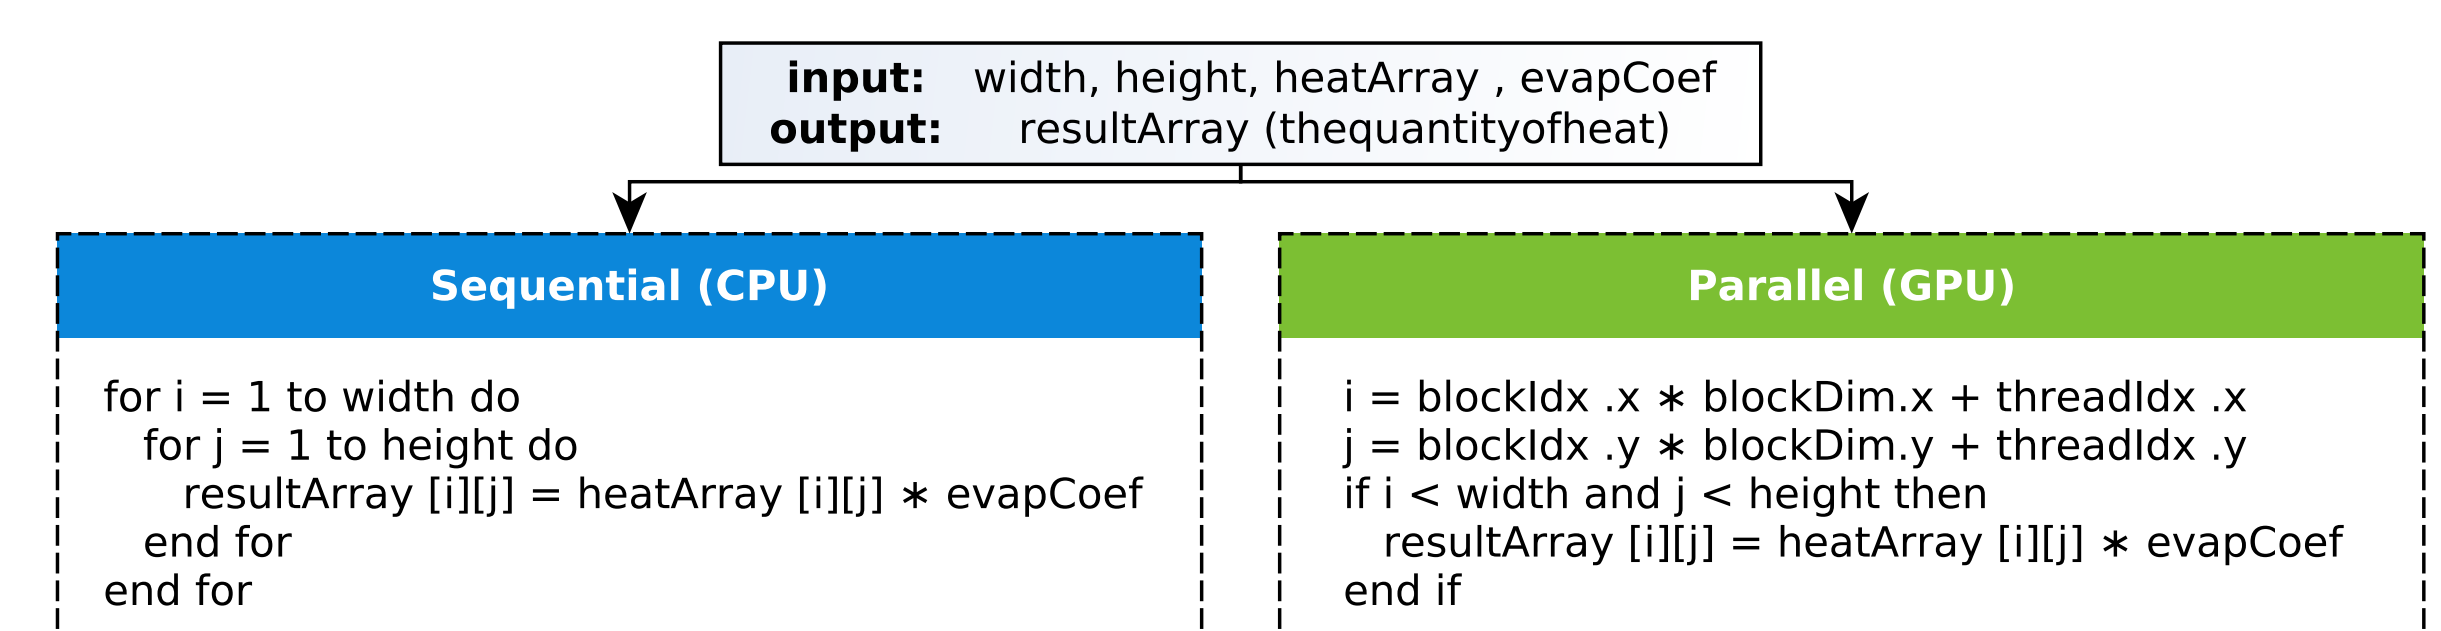 input: width, height, heatArray , evapCoef
output: resultArray (thequantityofheat)
Sequential (CPU)
for i = 1 to width do
for j = 1 to height do
resultArray [i][j] = heatArray [i][j] ∗ evapCoef
end for
end for
Parallel (GPU)
i = blockIdx .x ∗ blockDim.x + threadIdx .x
j = blockIdx .y ∗ blockDim.y + threadIdx .y
if i < width and j < height then
resultArray [i][j] = heatArray [i][j] ∗ evapCoef
end if